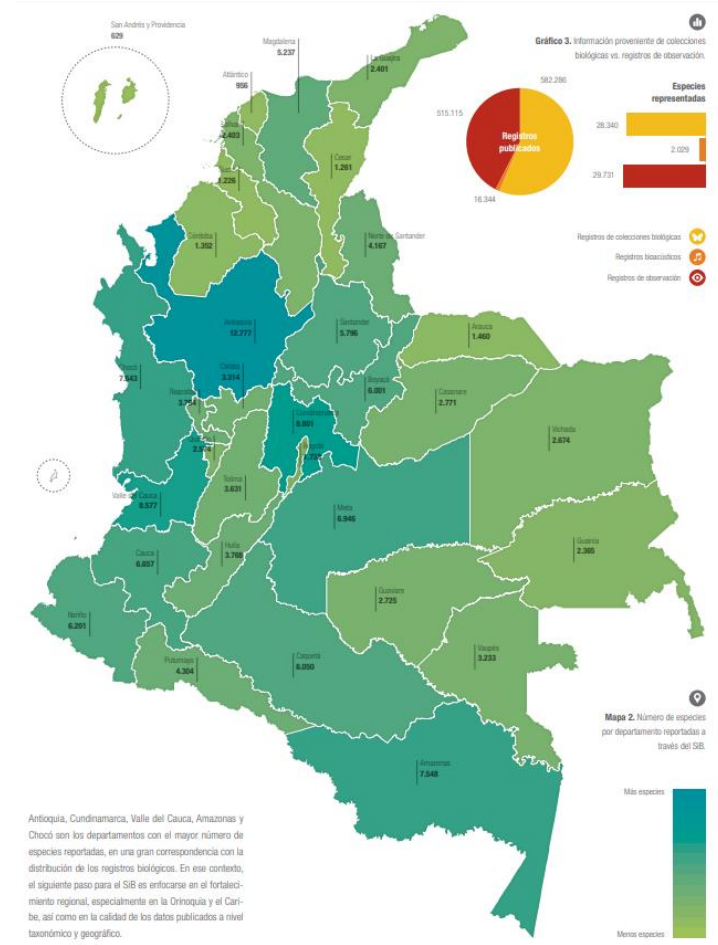 San Andrés y Providencia
629
Magdalena
5.237
La Guajira
2.401
Atlántico
956
2.403
Cesar
1.261
1.226
Córdoba
1.352
Norte de Santander
4.167
Antioquia
12.777
Santander
5.796
Arauca
1.460
Chocó
7.543
Caldas
3.314
Boyacá
6.001
Casanare
2.771
Risaralda
Cundinamarca
8.801
Vichada
2.674
2.974
Tolima
3.631
Valle del Cauca
8.577
Meta
6.946
Cauca
6.657
Huila
3.768
Guainía
2.365
Nariño
6.201
Guaviare
2.725
Putumayo
4.304
Caquetá
6.050
Vaupés
3.233
Amazonas
7.548
Gráfico 3. Información proveniente de colecciones
biológicas vs. registros de observación.
582.286
515.115
16.344
Registros
publicados
Especies
representadas
26.340
2.029
29.731
Registros de colecciones biológicas
Registros bioacústicos
Registros de observación
Mapa 2. Número de especies
por departamento reportadas a
través del SiB.
Más especies
Menos especies
Antioquia, Cundinamarca, Valle del Cauca, Amazonas y
Chocó son los departamentos con el mayor número de
especies reportadas, en una gran correspondencia con la
distribución de los registros biológicos. En ese contexto,
el siguiente paso para el SiB es enfocarse en el fortaleci-
miento regional, especialmente en la Orinoquia y el Cari-
be, así como en la calidad de los datos publicados a nivel
taxonómico y geográfico.